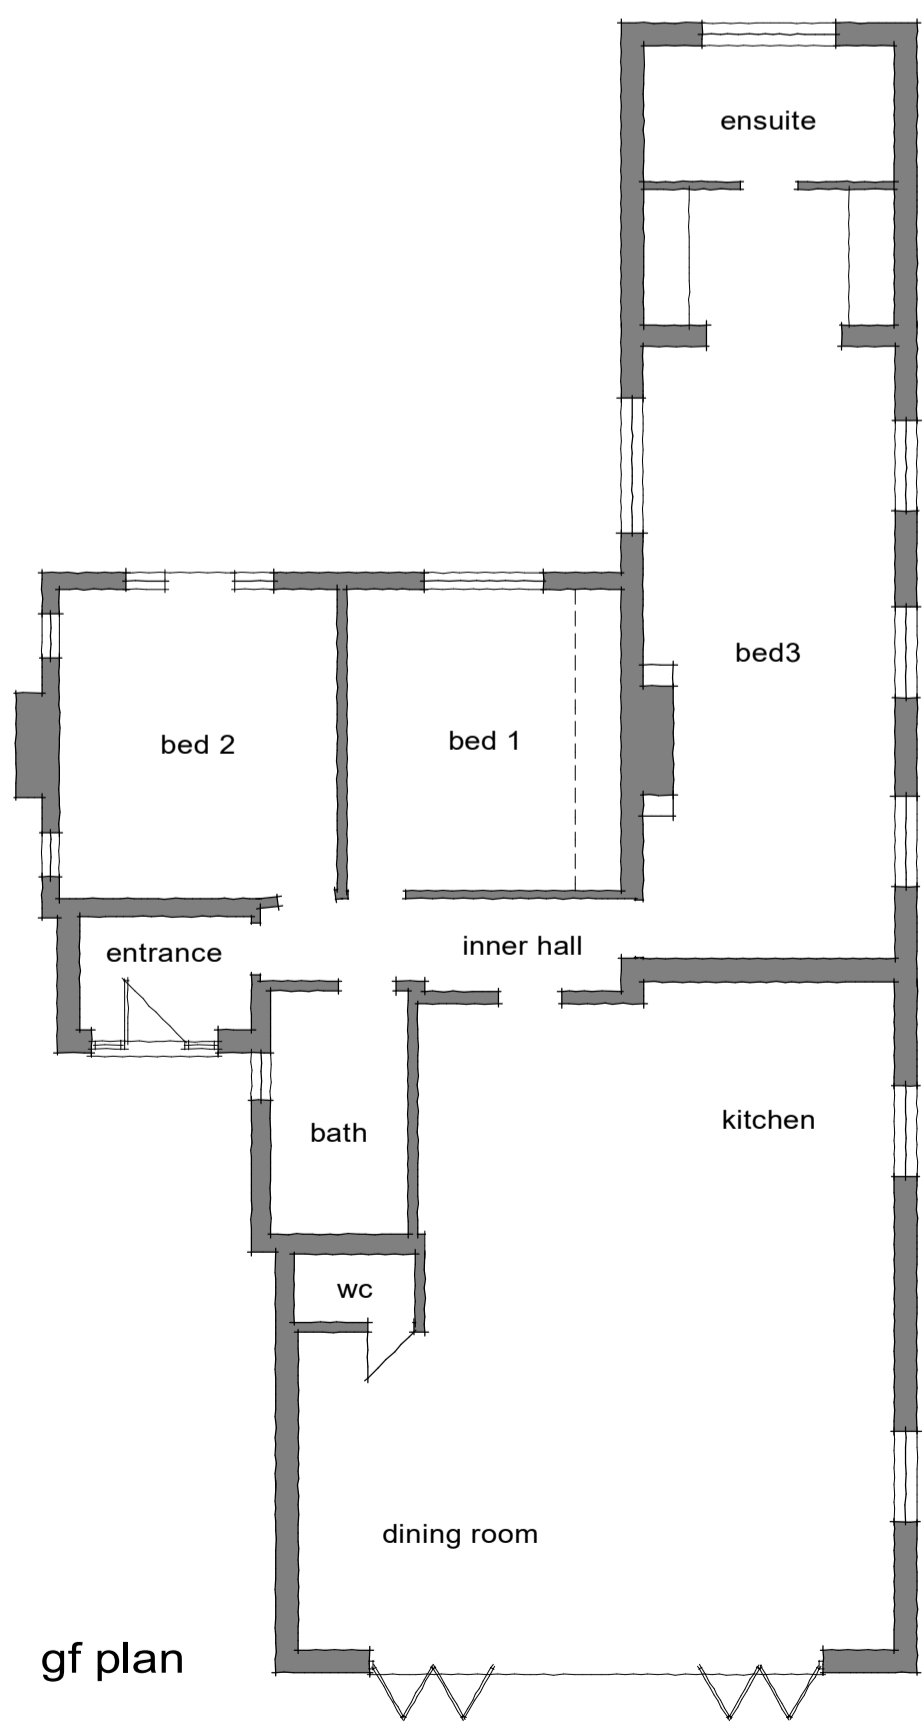 ensuite
bed3
bed 2
bed 1
entrance
inner hall
kitchen
bath
wc
dining room
gf plan